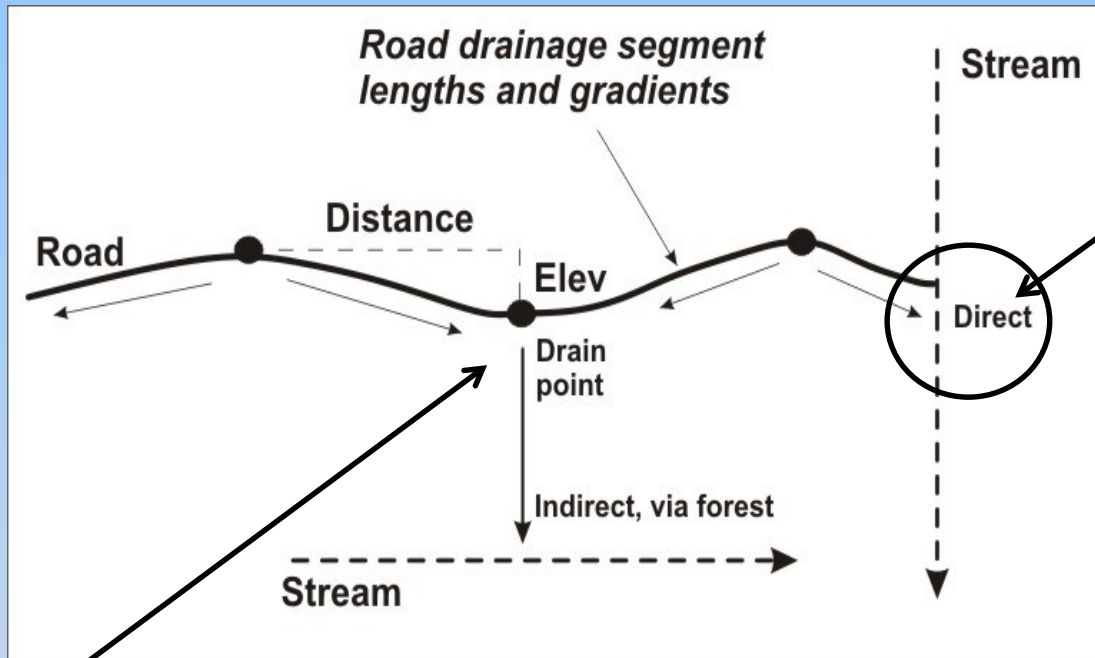 Road drainage segment
lengths and gradients
Stream
Distance
Road
Elev
Direct
Drain
point
Indirect, via forest
Stream